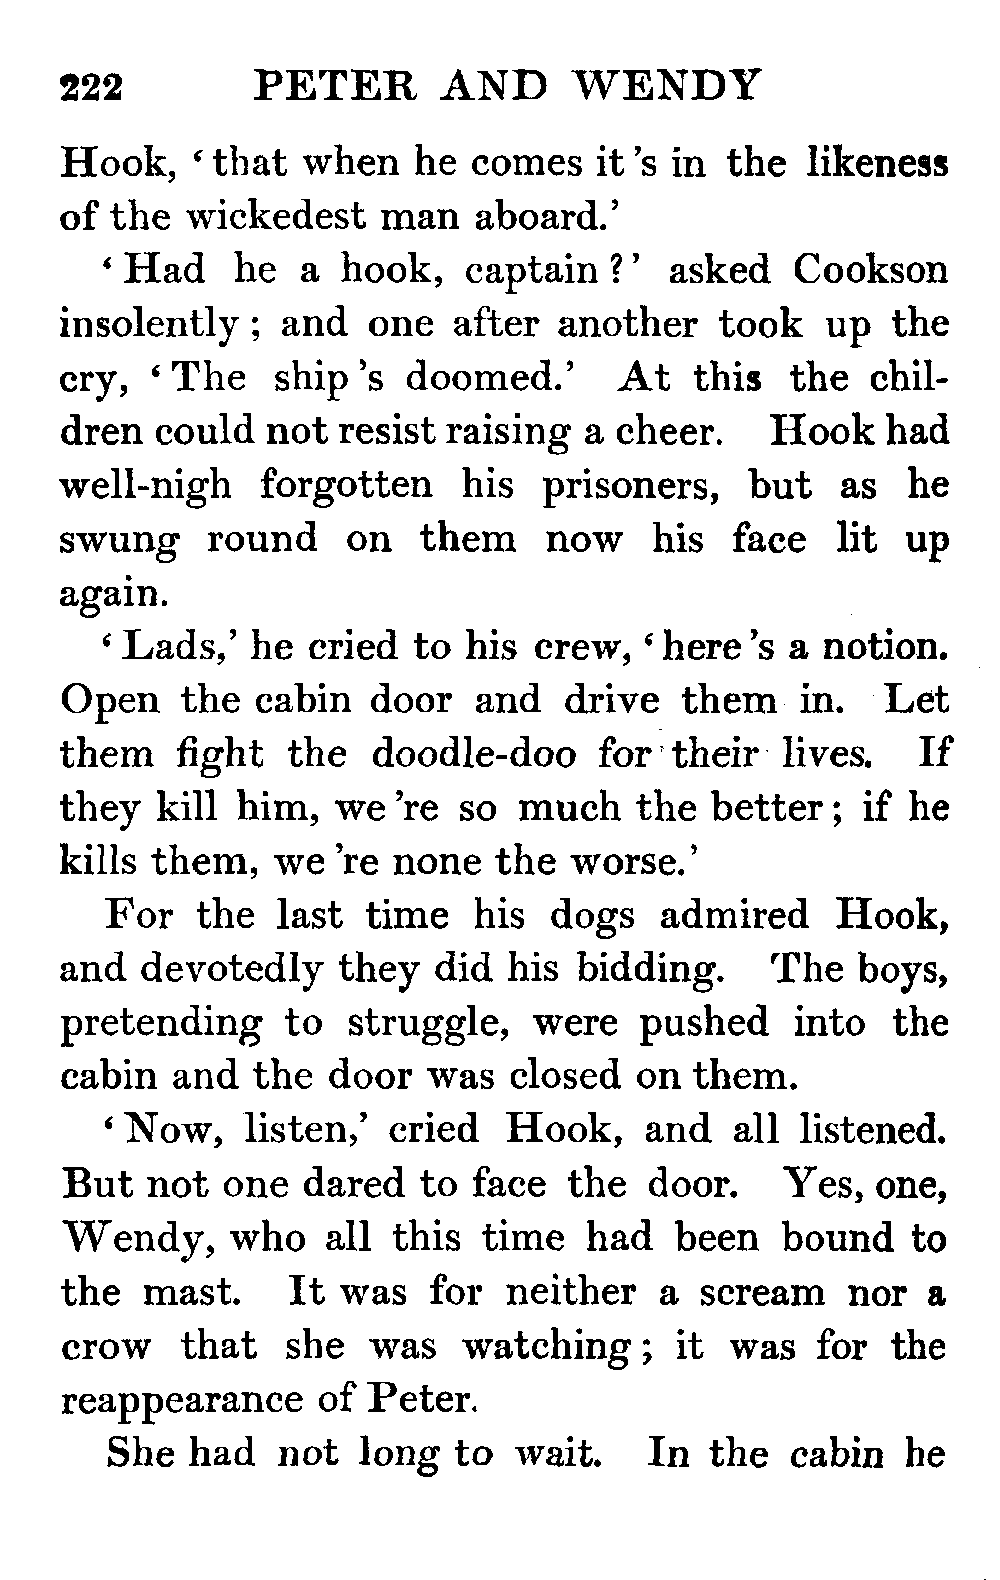 222 PETER AND WENDY
Hook, ‘that when he comes it ’s in the likeness
of the wickedest man aboard.’
‘Had he a hook, captain?’ asked Cookson
insolently; and one after another took up the
cry, ‘The ship ’s doomed.’ At this the chil-
dren could not resist raising a cheer. Hook had
well-nigh forgotten his prisoners, but as he
swung round on them now his face lit up
again.
‘Lads,’ he cried to his crew, ‘here ’s a notion.
Open the cabin door and drive them in. Let
them fight the doodle-doo for their lives. If
they kill him, we ’re so much the better; if he
kills them, we ’re none the worse.’
For the last time his dogs admired Hook,
and devotedly they did his bidding. The boys,
pretending to struggle, were pushed into the
cabin and the door was closed on them.
‘Now, listen,’ cried Hook, and all listened.
But not one dared to face the door. Yes, one,
Wendy, who all this time had been bound to
the mast. It was for neither a scream nor a
crow that she was watching; it was for the
reappearance of Peter.
She had not long to wait. In the cabin he